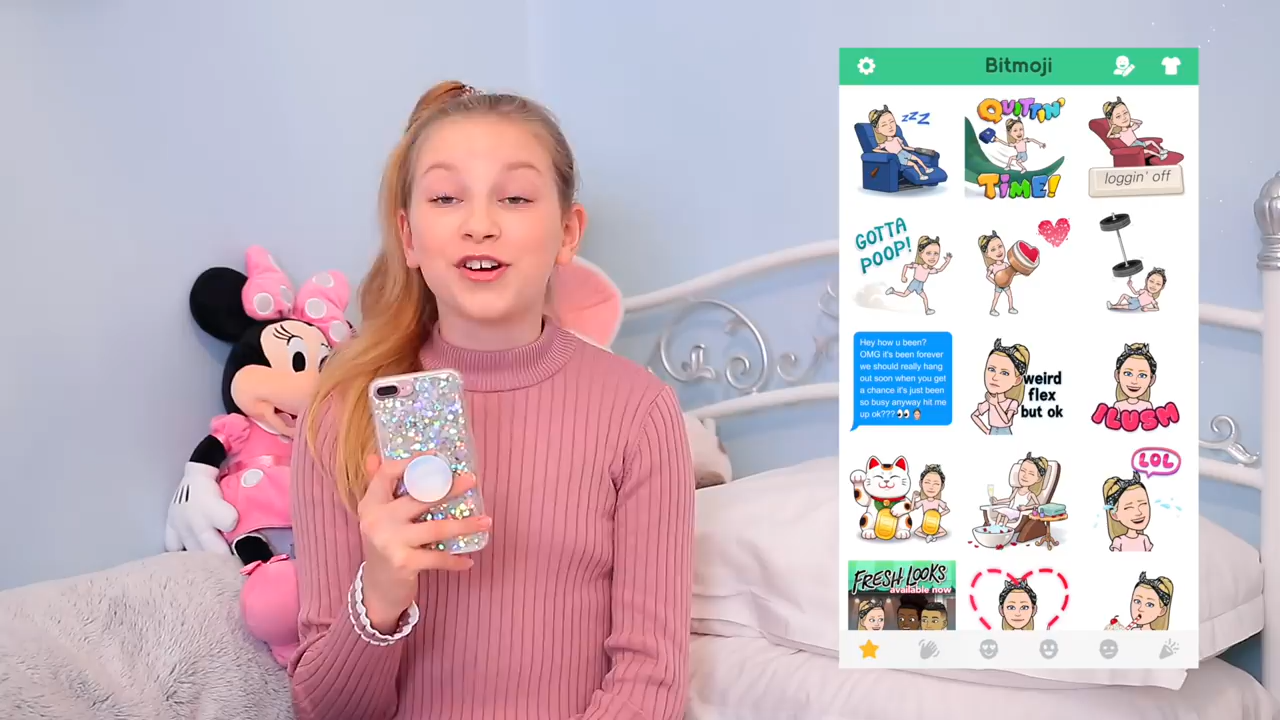 Bitmoji
zzZ
QUITTIN'
TIME!
loggin' off
GOTTA
POOP!
Hey how u been?
OMG it's been forever
we should really hang
out soon when you get
a chance it's just been
so busy anyway hit me
up ok???
weird
flex
but ok
ILYSM
LOL
FRESH LOOKS
available now